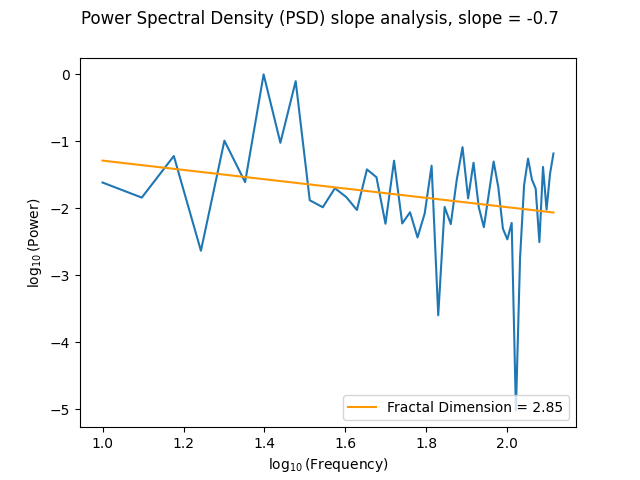 Power Spectral Density (PSD) slope analysis, slope = -0.7
0
−1
−2
−3
−4
−5
log₁₀(Power)
Fractal Dimension = 2.85
1.0 1.2 1.4 1.6 1.8 2.0
log₁₀(Frequency)